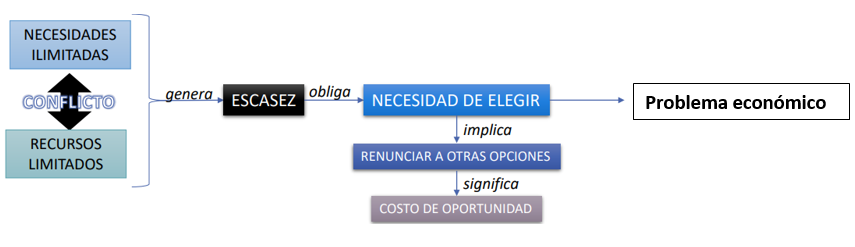 NECESIDADES
ILIMITADAS
CONFLICTO
RECURSOS
LIMITADOS
genera
ESCASEZ
obliga
NECESIDAD DE ELEGIR
Problema económico
implica
RENUNCIAR A OTRAS OPCIONES
significa
COSTO DE OPORTUNIDAD